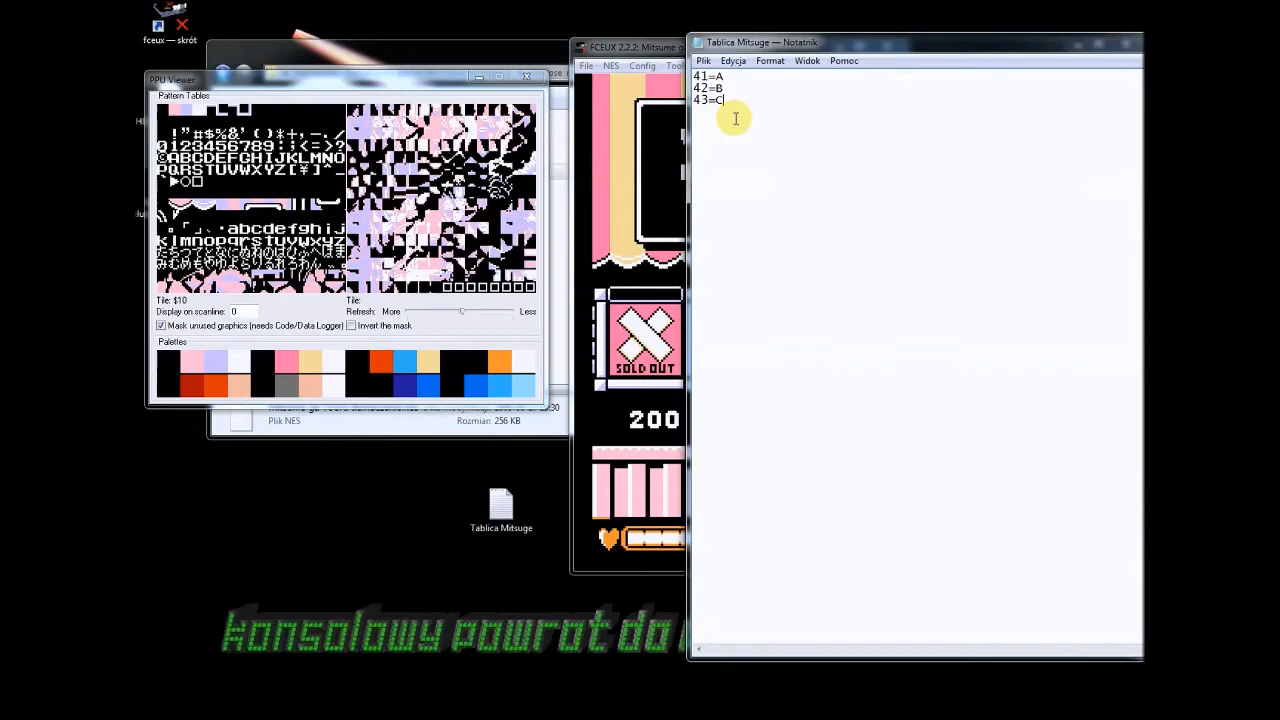 fceux — skrót
PPU Viewer
Pattern Tables
!"#$%&'()*+,-./
0123456789:;<=>?
©ABCDEFGHIJKLMNO
PQRSTUVWXYZ[¥]^_
abcdefghij
klmnopqrstuvwxyz
Tile: $10
Tile:
Display on scanline: 0
Refresh: More
Less
Mask unused graphics (needs Code/Data Logger)
Invert the mask
Palettes
Plik NES
Rozmiar: 256 KB
Tablica Mitsuge
FCEUX 2.2.2: Mitsume ga
File NES Config
SOLD OUT
200
Tablica Mitsuge — Notatnik
Plik Edycja Format Widok Pomoc
41=A
42=B
43=C
konsolowy powrot do